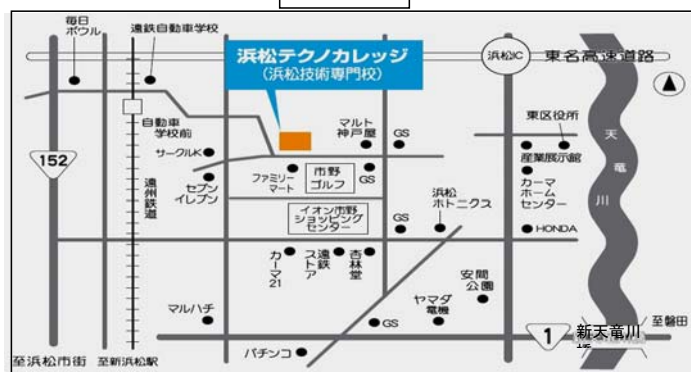 毎日
ボウル
遠鉄自動車学校
浜松テクノカレッジ
(浜松技術専門校)
浜松IC
東名高速道路
自動車
学校前
サークルK
マルト
神戸屋
GS
東区役所
天竜川
152
遠州鉄道
セブン
イレブン
ファミリー
マート
市野
ゴルフ
GS
産業展示館
カーマ
ホーム
センター
浜松
ホトニクス
イオン市野
ショッピング
センター
GS
HONDA
カーマ21
遠鉄
ストア
杏林堂
安間
公園
マルハチ
ヤマダ
電機
GS
パチンコ
1
新天竜川
至磐田
至浜松市街
至新浜松駅